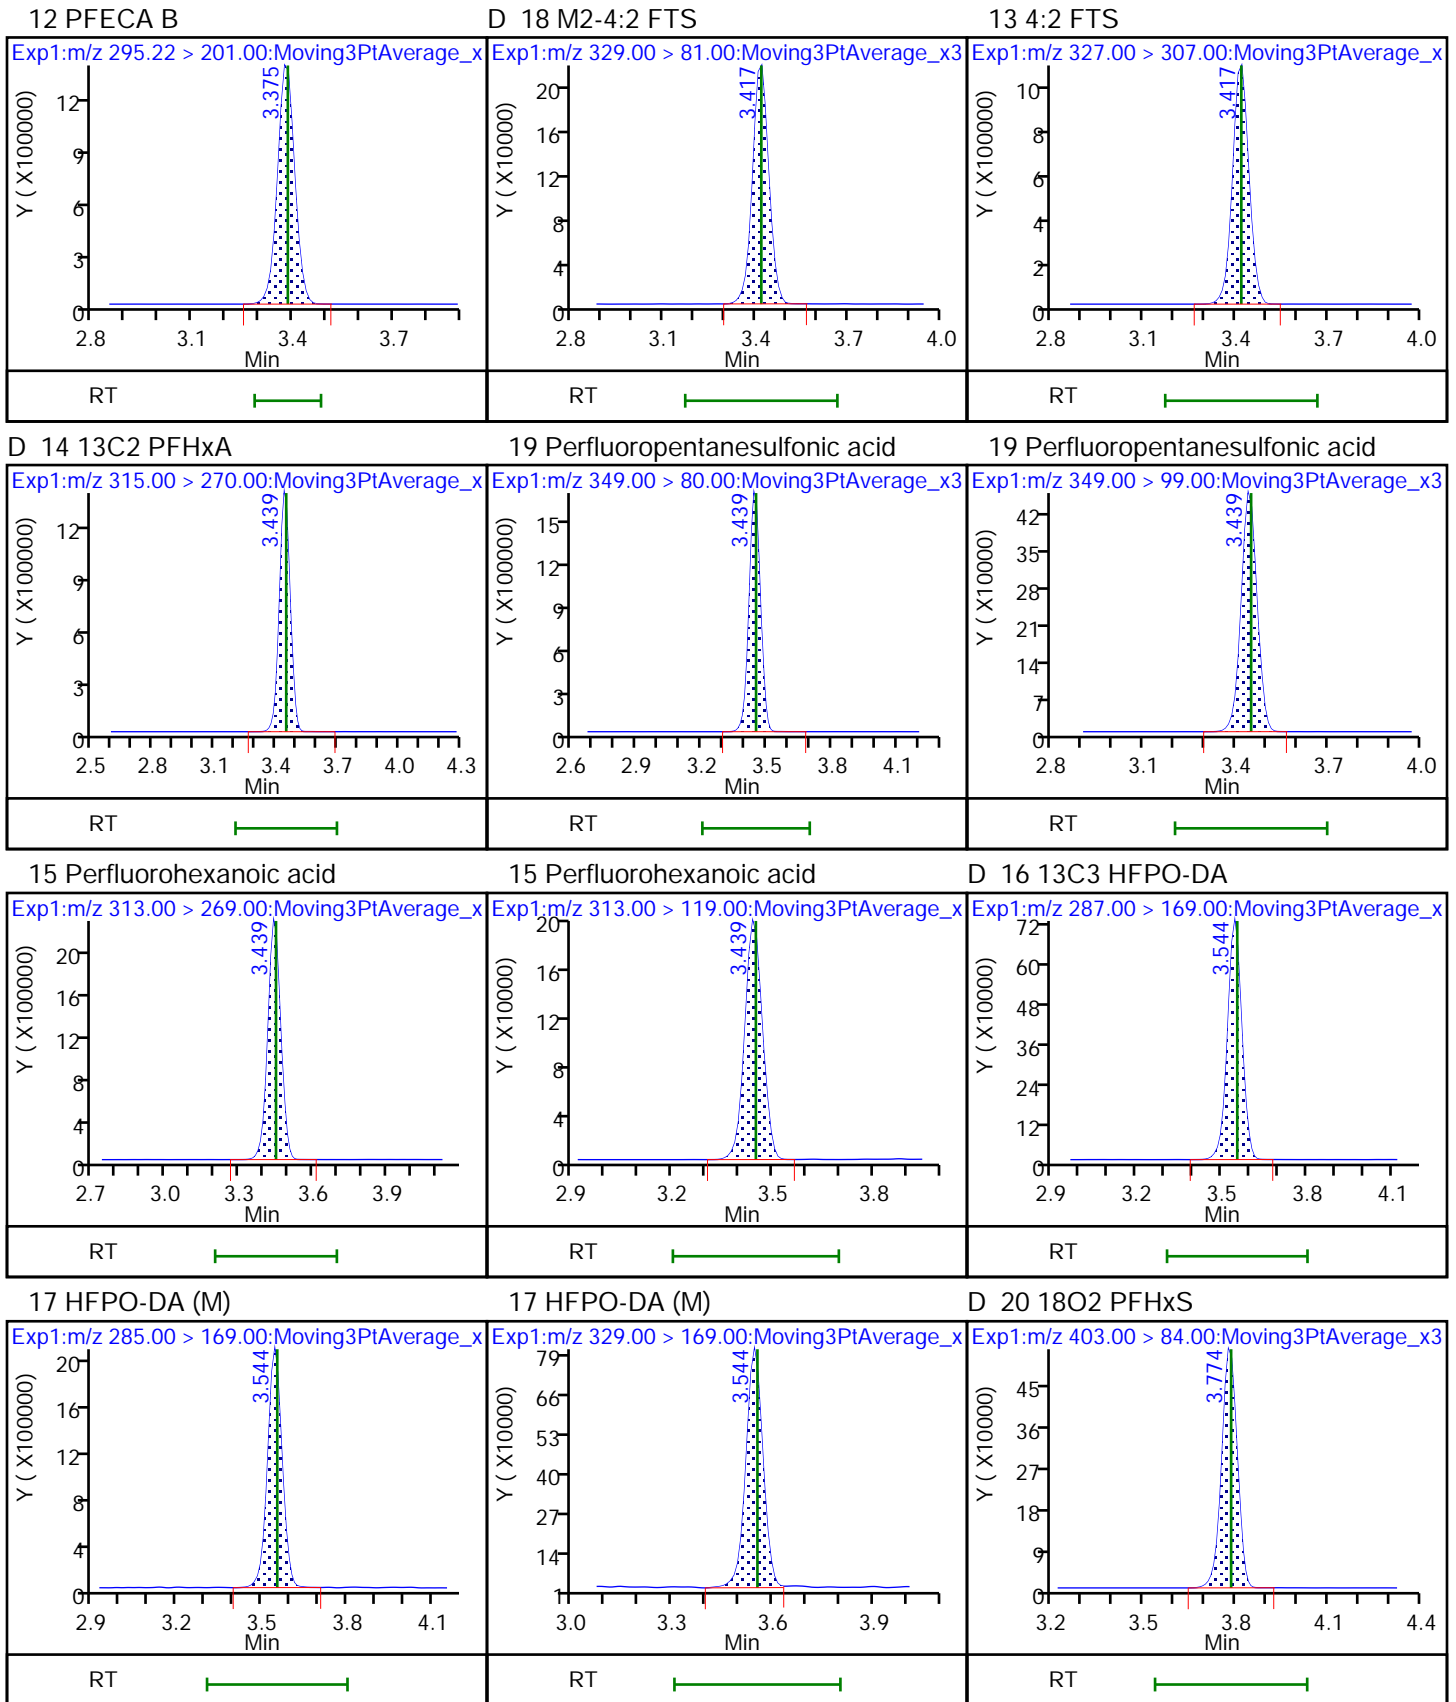 12 PFECA B
Exp1:m/z 295.22 > 201.00:Moving3PtAverage_x
Y ( X100000)
12
9
6
3
0
3.375
2.8 3.1 3.4 3.7
Min
RT
D 18 M2-4:2 FTS
Exp1:m/z 329.00 > 81.00:Moving3PtAverage_x3
Y ( X10000)
20
16
12
8
4
0
3.417
2.8 3.1 3.4 3.7 4.0
Min
RT
13 4:2 FTS
Exp1:m/z 327.00 > 307.00:Moving3PtAverage_x
Y ( X100000)
10
8
6
4
2
0
3.417
2.8 3.1 3.4 3.7 4.0
Min
RT
D 14 13C2 PFHxA
Exp1:m/z 315.00 > 270.00:Moving3PtAverage_x
Y ( X100000)
12
9
6
3
0
3.439
2.5 2.8 3.1 3.4 3.7 4.0 4.3
Min
RT
19 Perfluoropentanesulfonic acid
Exp1:m/z 349.00 > 80.00:Moving3PtAverage_x3
Y ( X100000)
15
12
9
6
3
0
3.439
2.6 2.9 3.2 3.5 3.8 4.1
Min
RT
19 Perfluoropentanesulfonic acid
Exp1:m/z 349.00 > 99.00:Moving3PtAverage_x3
Y ( X10000)
42
35
28
21
14
7
0
3.439
2.8 3.1 3.4 3.7 4.0
Min
RT
15 Perfluorohexanoic acid
Exp1:m/z 313.00 > 269.00:Moving3PtAverage_x
Y ( X100000)
20
16
12
8
4
0
3.439
2.7 3.0 3.3 3.6 3.9
Min
RT
15 Perfluorohexanoic acid
Exp1:m/z 313.00 > 119.00:Moving3PtAverage_x
Y ( X10000)
20
16
12
8
4
0
3.439
2.9 3.2 3.5 3.8
Min
RT
D 16 13C3 HFPO-DA
Exp1:m/z 287.00 > 169.00:Moving3PtAverage_x
Y ( X10000)
72
60
48
36
24
12
0
3.544
2.9 3.2 3.5 3.8 4.1
Min
RT
17 HFPO-DA (M)
Exp1:m/z 285.00 > 169.00:Moving3PtAverage_x
Y ( X100000)
20
16
12
8
4
0
3.544
2.9 3.2 3.5 3.8 4.1
Min
RT
17 HFPO-DA (M)
Exp1:m/z 329.00 > 169.00:Moving3PtAverage_x
Y ( X1000)
79
66
53
40
27
14
1
3.544
3.0 3.3 3.6 3.9
Min
RT
D 20 18O2 PFHxS
Exp1:m/z 403.00 > 84.00:Moving3PtAverage_x3
Y ( X10000)
45
36
27
18
9
0
3.774
3.2 3.5 3.8 4.1 4.4
Min
RT